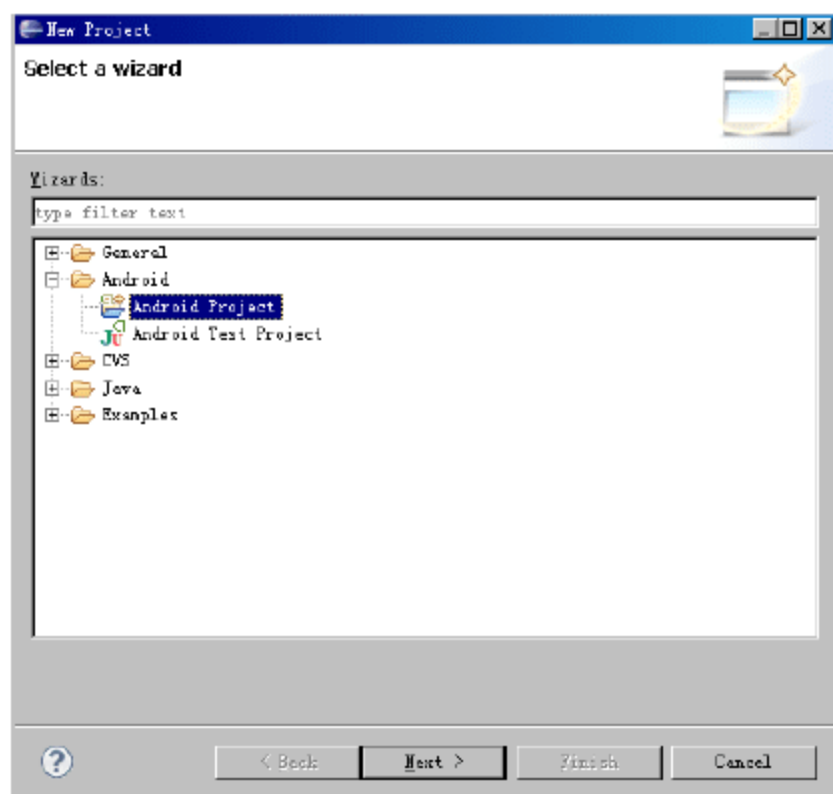 New Project
Select a wizard
Wizards:
type filter text
General
Android
Android Project
Android Test Project
CVS
Java
Examples
< Back
Next >
Finish
Cancel